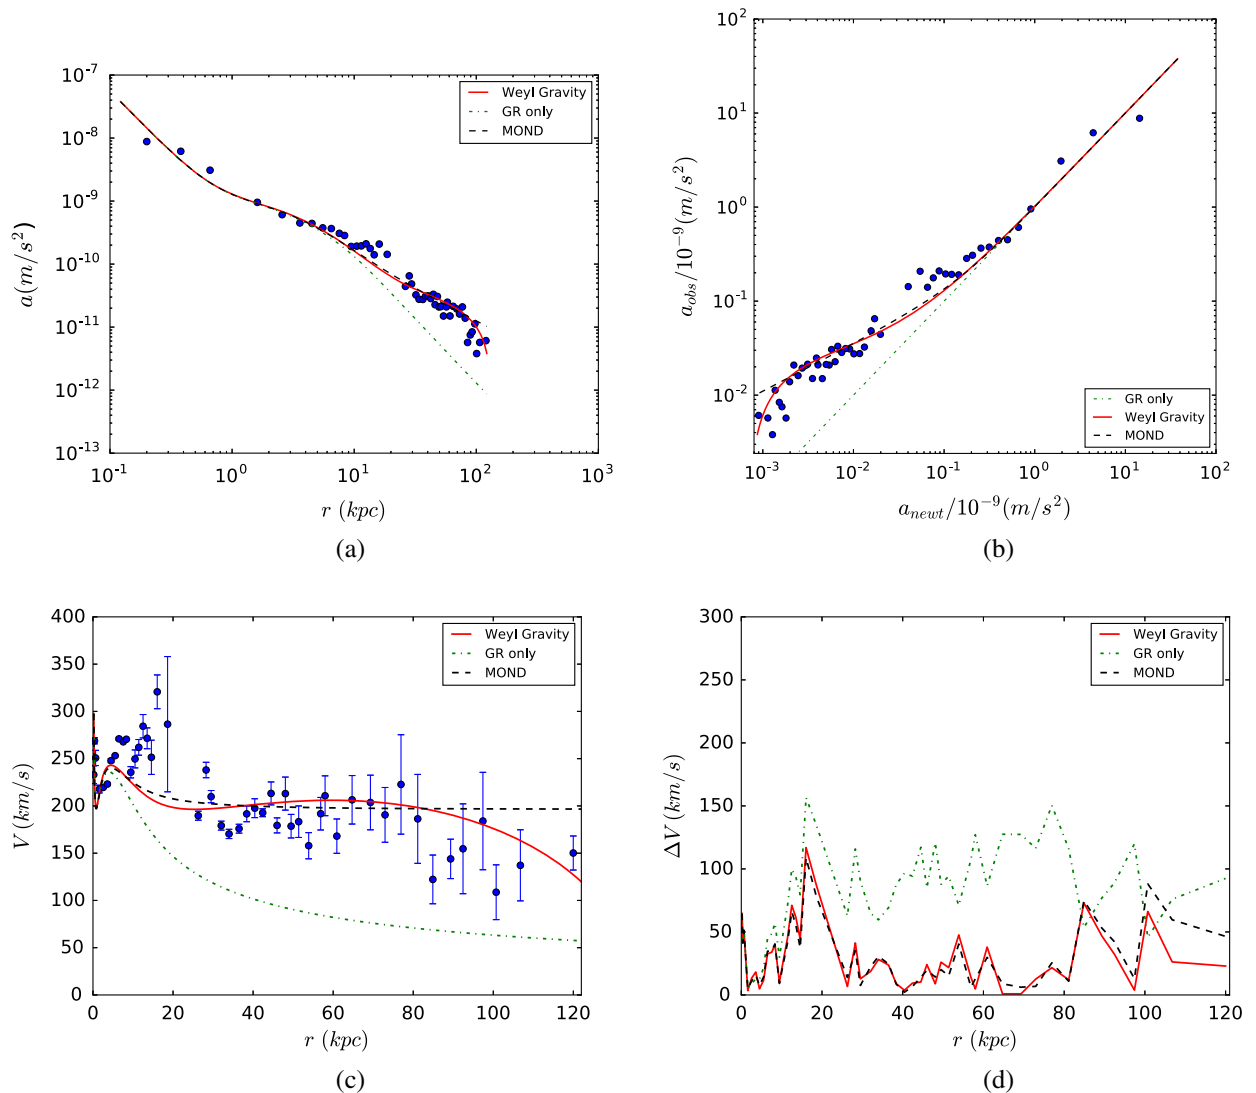 10^-7
10^-8
10^-9
10^-10
10^-11
10^-12
10^-13
a(m/s^2)
Weyl Gravity
GR only
MOND
10^-1 10^0 10^1 10^2 10^3
r (kpc)
(a)
10^2
10^1
10^0
10^-1
10^-2
a_obs/10^-9(m/s^2)
GR only
Weyl Gravity
MOND
10^-3 10^-2 10^-1 10^0 10^1 10^2
a_newt/10^-9(m/s^2)
(b)
400
350
300
250
200
150
100
50
0
V (km/s)
Weyl Gravity
GR only
MOND
0 20 40 60 80 100 120
r (kpc)
(c)
300
250
200
150
100
50
0
ΔV (km/s)
Weyl Gravity
GR only
MOND
0 20 40 60 80 100 120
r (kpc)
(d)